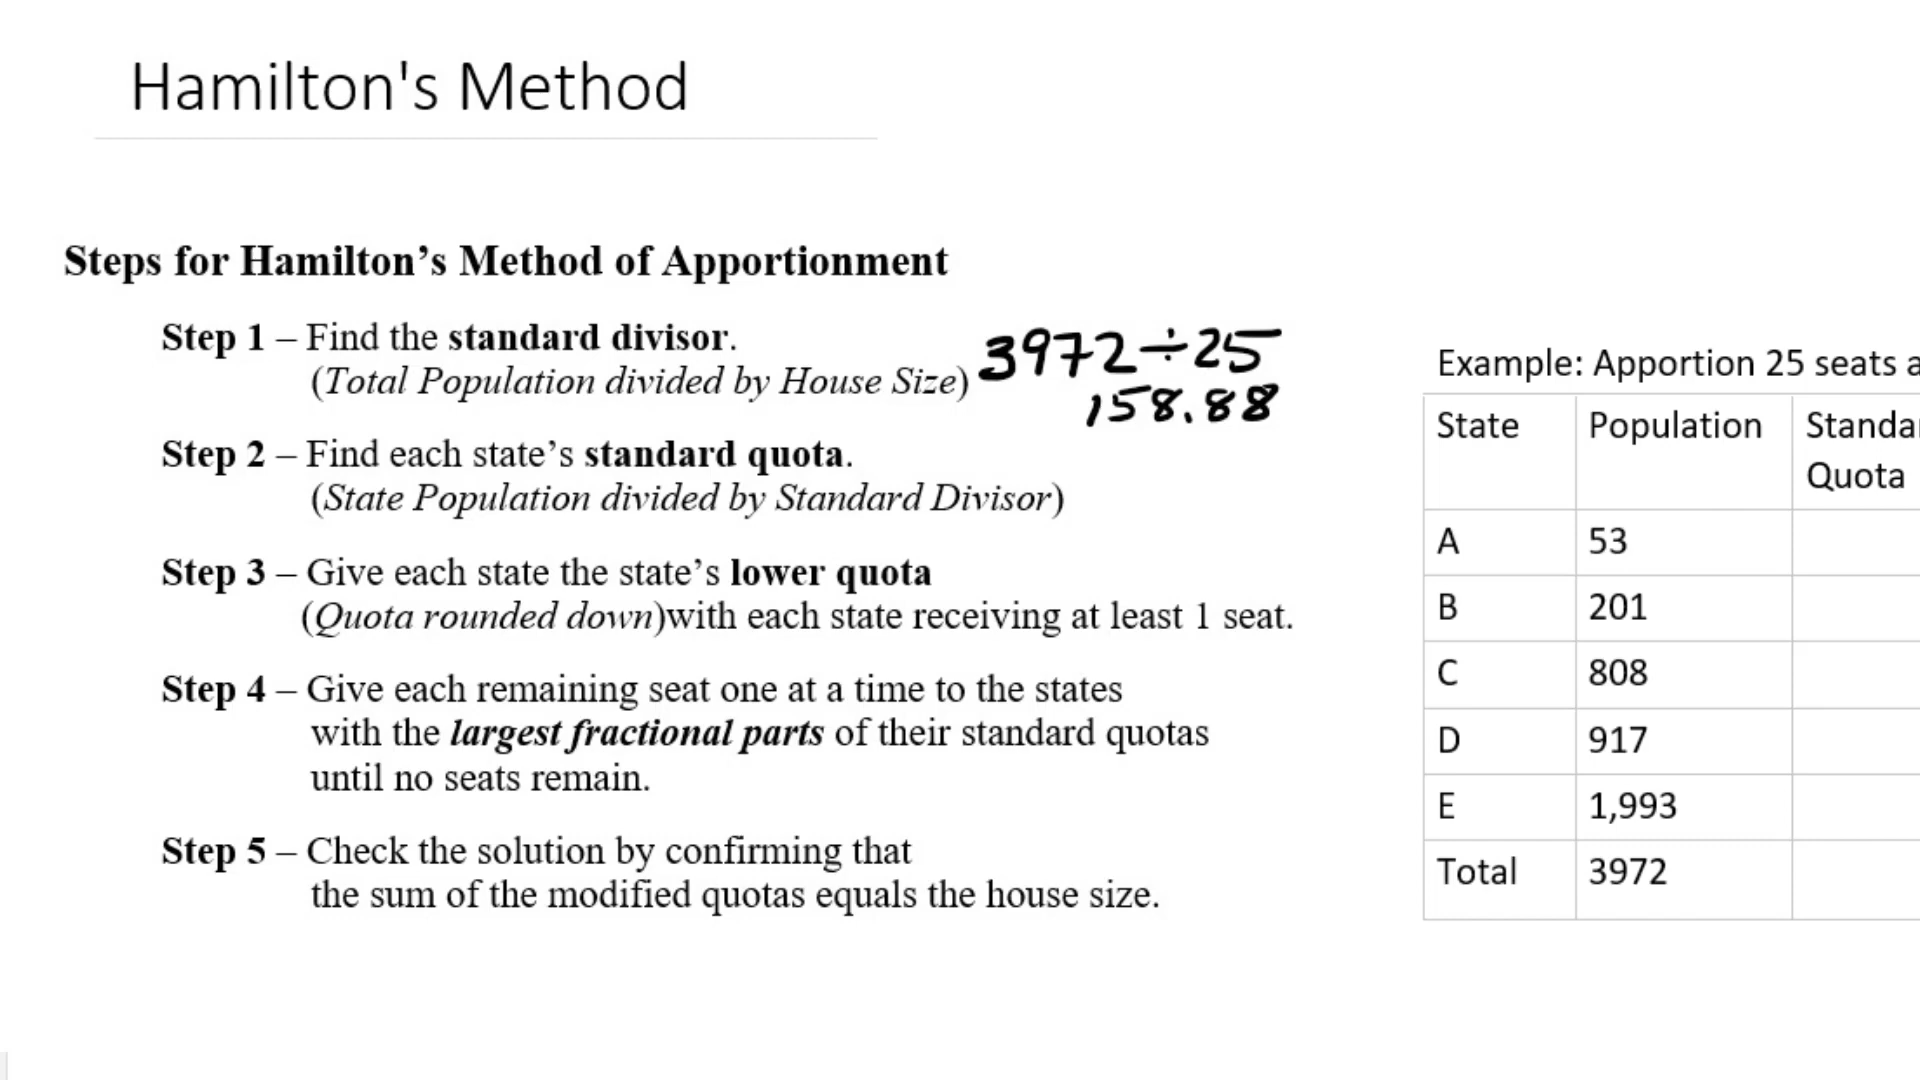 Hamilton's Method
Steps for Hamilton’s Method of Apportionment
Step 1 – Find the standard divisor.
(Total Population divided by House Size)
3972÷25
158.88
Step 2 – Find each state’s standard quota.
(State Population divided by Standard Divisor)
Step 3 – Give each state the state’s lower quota
(Quota rounded down)with each state receiving at least 1 seat.
Step 4 – Give each remaining seat one at a time to the states
with the largest fractional parts of their standard quotas
until no seats remain.
Step 5 – Check the solution by confirming that
the sum of the modified quotas equals the house size.
Example: Apportion 25 seats
State Population
Quota
A 53
B 201
C 808
D 917
E 1,993
Total 3972